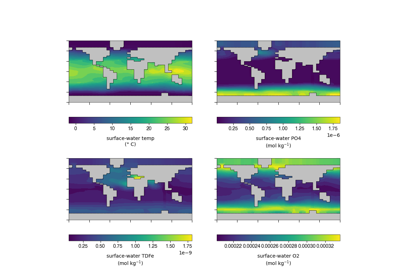 0 5 10 15 20 25 30
surface-water temp
(° C)
0.25 0.50 0.75 1.00 1.25 1.50 1.75
1e−6
surface-water PO4
(mol kg⁻¹)
0.25 0.50 0.75 1.00 1.25 1.50 1.75
1e−9
surface-water TDFe
(mol kg⁻¹)
0.00022 0.00024 0.00026 0.00028 0.00030 0.00032
surface-water O2
(mol kg⁻¹)